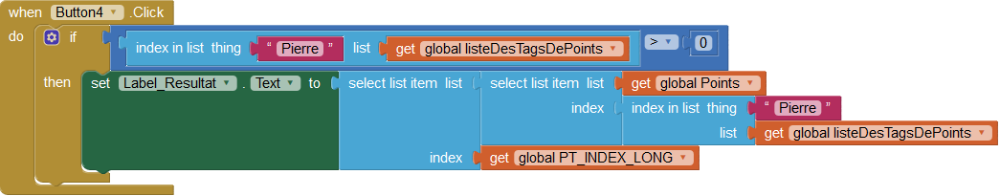 when Button4 .Click
do if index in list thing " Pierre " list get global listeDesTagsDePoints > 0
then set Label_Resultat . Text to select list item list select list item list get global Points
index index in list thing " Pierre "
list get global listeDesTagsDePoints
index get global PT_INDEX_LONG